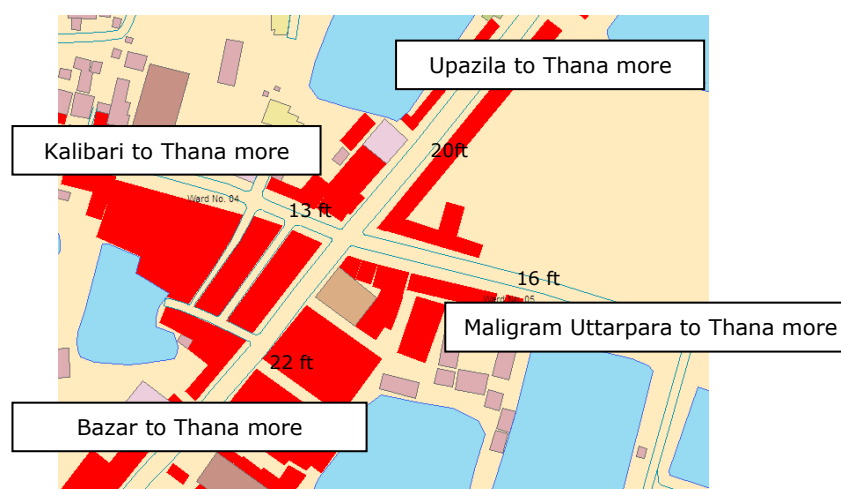 Upazila to Thana more
20ft
Kalibari to Thana more
Ward No. 04
13 ft
16 ft
Ward No. 05
Maligram Uttarpara to Thana more
22 ft
Bazar to Thana more